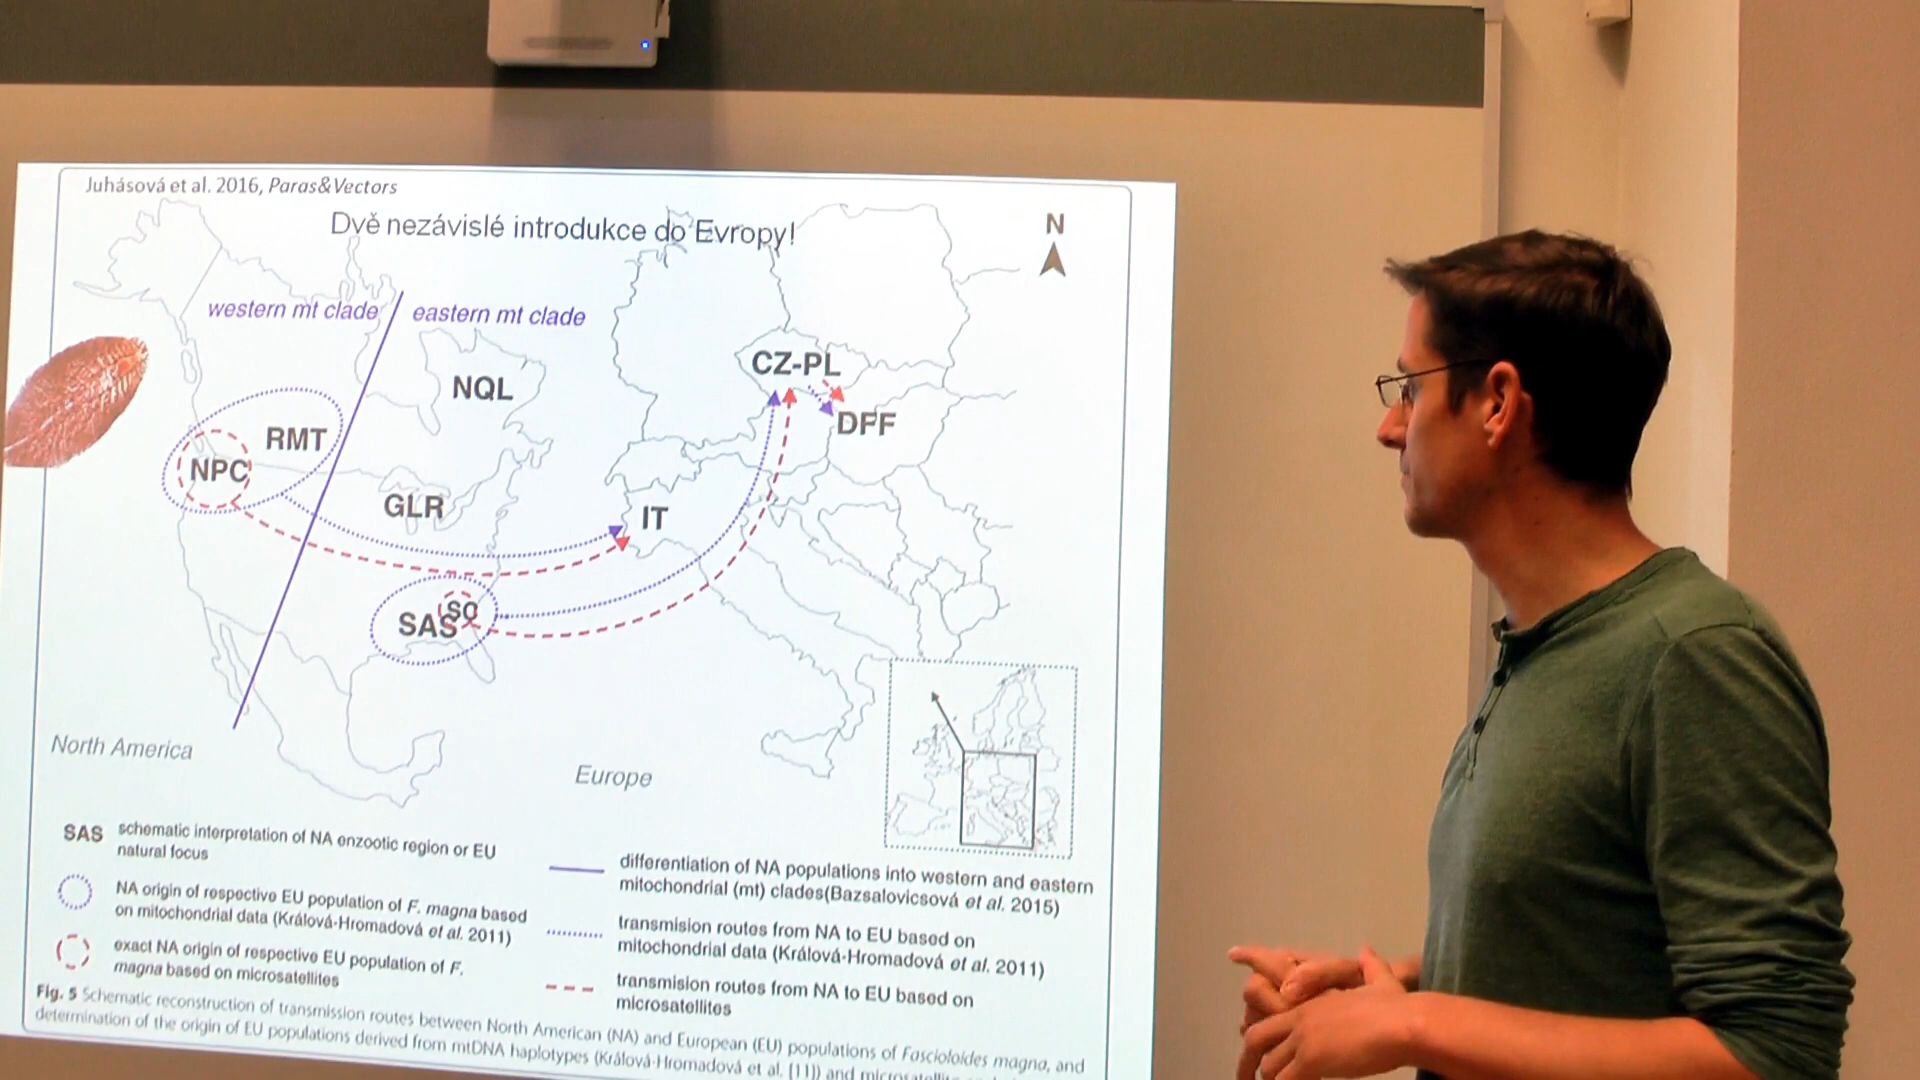 Juhásová et al. 2016, Paras&Vectors
Dvě nezávislé introdukce do Evropy!
N
western mt clade
eastern mt clade
NQL
CZ-PL
DFF
RMT
NPC
GLR
IT
SC
SAS
North America
Europe
SAS schematic interpretation of NA enzootic region or EU
natural focus
NA origin of respective EU population of F. magna based
on mitochondrial data (Králová-Hromadová et al. 2011)
exact NA origin of respective EU population of F.
magna based on microsatellites
differentiation of NA populations into western and eastern
mitochondrial (mt) clades(Bazsalovicsová et al. 2015)
transmision routes from NA to EU based on
mitochondrial data (Králová-Hromadová et al. 2011)
transmision routes from NA to EU based on
microsatellites
Fig. 5 Schematic reconstruction of transmission routes between North American (NA) and European (EU) populations of Fascioloides magna, and
determination of the origin of EU populations derived from mtDNA haplotypes (Králová-Hromadová et al. [11]) and